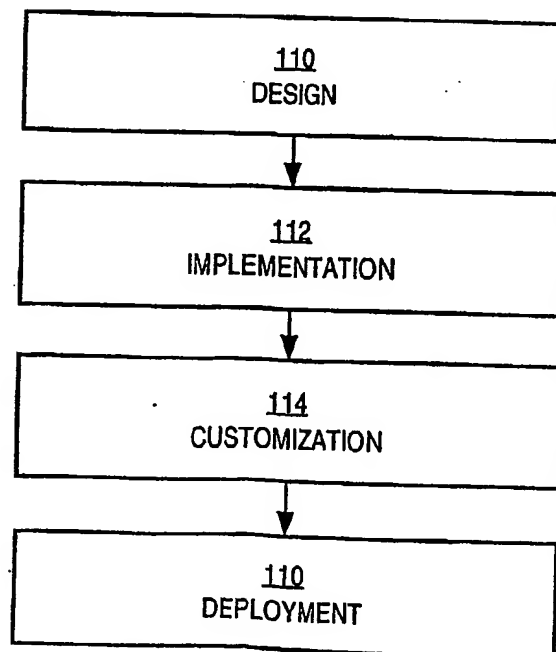 110
DESIGN
112
IMPLEMENTATION
114
CUSTOMIZATION
110
DEPLOYMENT